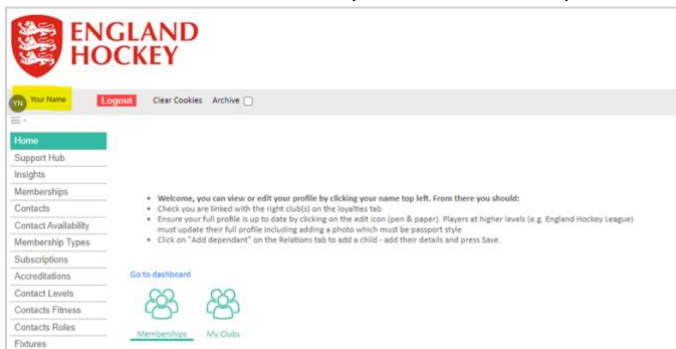 ENGLAND
HOCKEY
YN Your Name Logout Clear Cookies Archive
Home
Support Hub
Insights
Memberships
Contacts
Contact Availability
Membership Types
Subscriptions
Accreditations
Contact Levels
Contacts Fitness
Contacts Roles
Fixtures
Welcome, you can view or edit your profile by clicking your name top left. From there you should:
Check you are linked with the right club(s) on the loyalties tab
Ensure your full profile is up to date by clicking on the edit icon (pen & paper). Players at higher levels (e.g. England Hockey League)
must update their full profile including adding a photo which must be passport style
Click on "Add dependant" on the Relations tab to add a child - add their details and press Save.
Go to dashboard
Memberships My Clubs